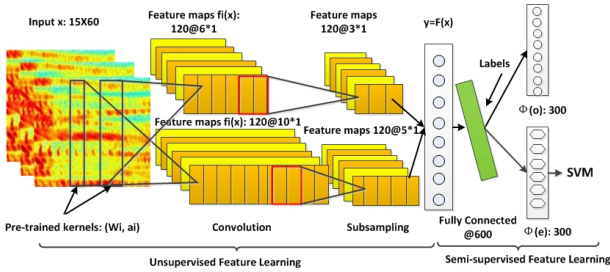 Input x: 15X60
Feature maps fi(x):
120@6*1
Feature maps
120@3*1
y=F(x)
Labels
Φ(o): 300
Feature maps fi(x): 120@10*1
Feature maps 120@5*1
SVM
Pre-trained kernels: (Wi, ai)
Convolution
Subsampling
Fully Connected
@600
Φ(e): 300
Unsupervised Feature Learning
Semi-supervised Feature Learning